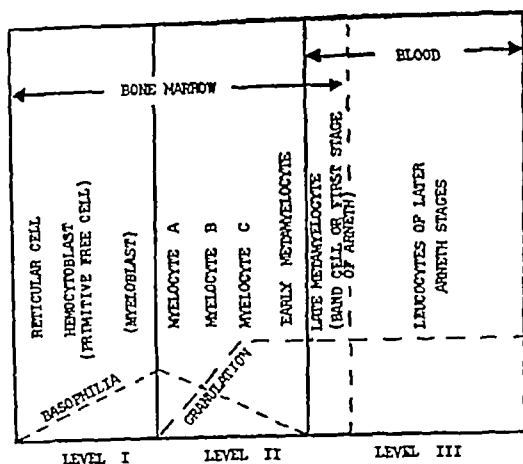 BLOOD
BONE MARROW
RETICULAR CELL
HEMOCYTOBLAST
(PRIMITIVE FREE CELL)
(MYELOBLAST)
MYELOCYTE A
MYELOCYTE B
MYELOCYTE C
EARLY METAMYELOCYTE
LATE METAMYELOCYTE
(BAND CELL OR FIRST STAGE
OF ARNETH)
LEUCOCYTES OF LATER
ARNETH STAGES
BASOPHILIA
GRANULATION
LEVEL I
LEVEL II
LEVEL III